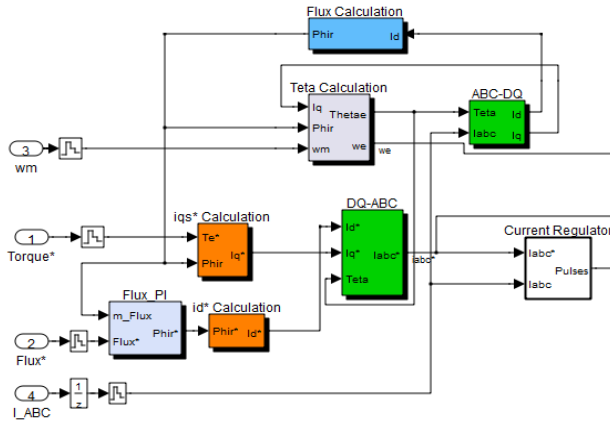 Flux Calculation
Phir Id
Teta Calculation
ABC-DQ
Iq Thetae
Phir
wm we
Teta Id
Iabc Iq
we
3
wm
iqs* Calculation
DQ-ABC
Current Regulator
1
Torque*
Te*
Iq*
Phir
Id*
Iq* Iabc*
Teta
iabc*
Iabc*
Pulses
Iabc
Flux_PI
id* Calculation
m_Flux
Phir*
Flux*
Phir* Id*
2
Flux*
4
I_ABC
1
z